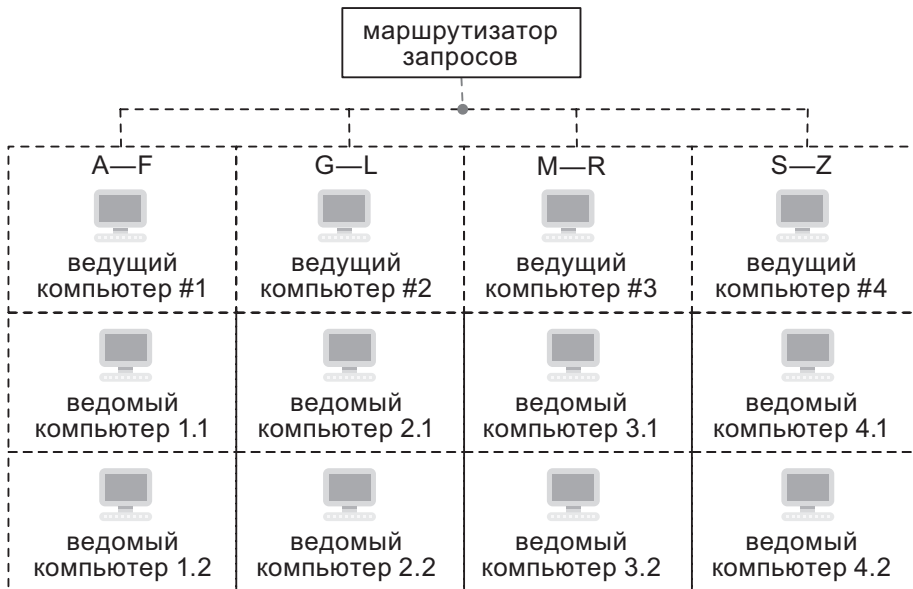 маршрутизатор
запросов
A—F
G—L
M—R
S—Z
ведущий
компьютер #1
ведущий
компьютер #2
ведущий
компьютер #3
ведущий
компьютер #4
ведомый
компьютер 1.1
ведомый
компьютер 2.1
ведомый
компьютер 3.1
ведомый
компьютер 4.1
ведомый
компьютер 1.2
ведомый
компьютер 2.2
ведомый
компьютер 3.2
ведомый
компьютер 4.2